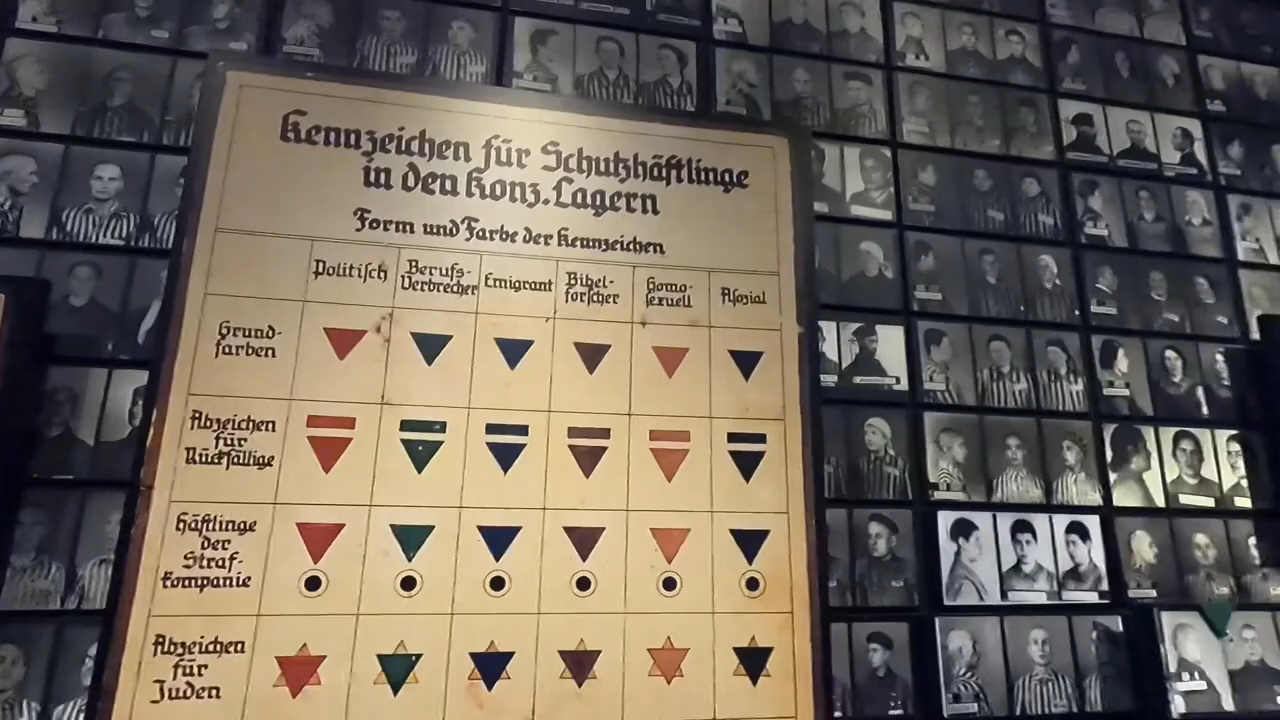 Kennzeichen für Schutzhäftlinge
in den Konz.Lagern
Form und Farbe der Kennzeichen
Politisch
Berufs-
Verbrecher
Emigrant
Bibel-
forscher
Homo-
sexuell
Asozial
Grund-
farben
Abzeichen
für
Rückfällige
Häftlinge
der
Straf-
kompanie
Abzeichen
für
Juden